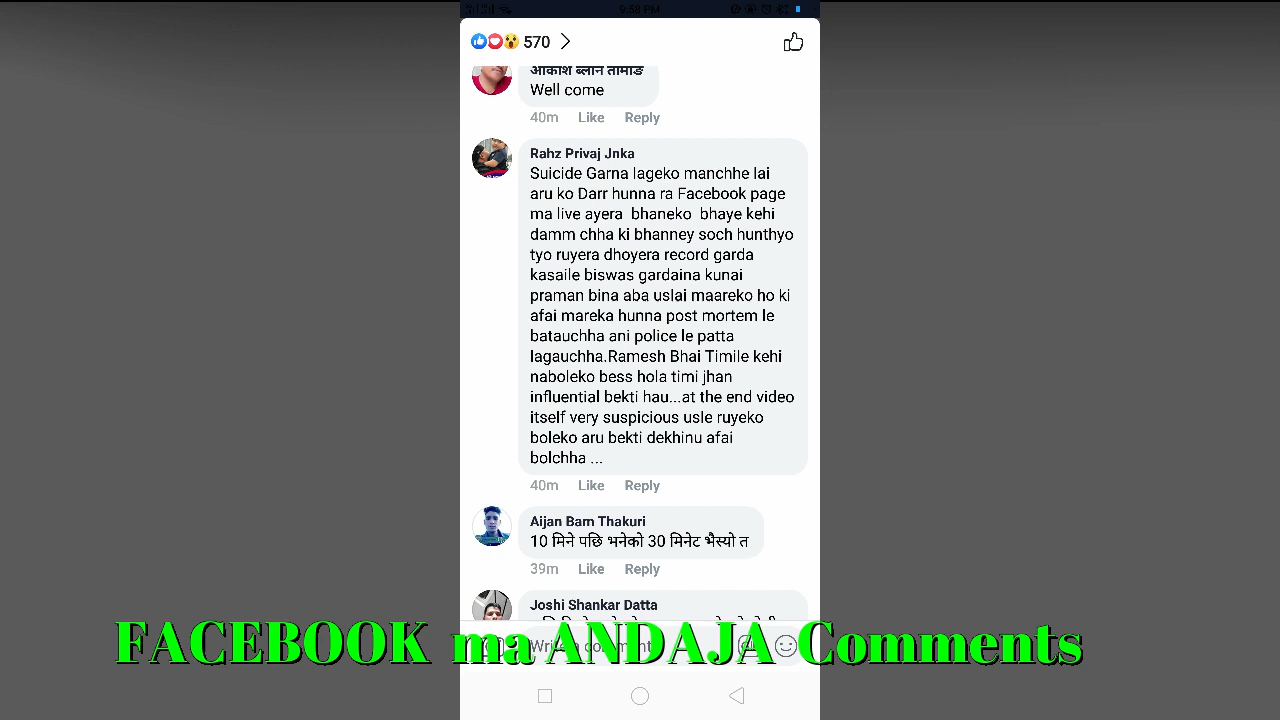 9:58 PM
570
आकाश ब्लोन तामाङ
Well come
40m Like Reply
Rahz Privaj Jnka
Suicide Garna lageko manchhe lai
aru ko Darr hunna ra Facebook page
ma live ayera bhaneko bhaye kehi
damm chha ki bhanney soch hunthyo
tyo ruyera dhoyera record garda
kasaile biswas gardaina kunai
praman bina aba uslai maareko ho ki
afai mareka hunna post mortem le
batauchha ani police le patta
lagauchha.Ramesh Bhai Timile kehi
naboleko bess hola timi jhan
influential bekti hau...at the end video
itself very suspicious usle ruyeko
boleko aru bekti dekhinu afai
bolchha ...
40m Like Reply
Aijan Bam Thakuri
10 मिने पछि भनेको 30 मिनेट भैस्यो त
39m Like Reply
Joshi Shankar Datta
FACEBOOK ma ANDAJA Comments